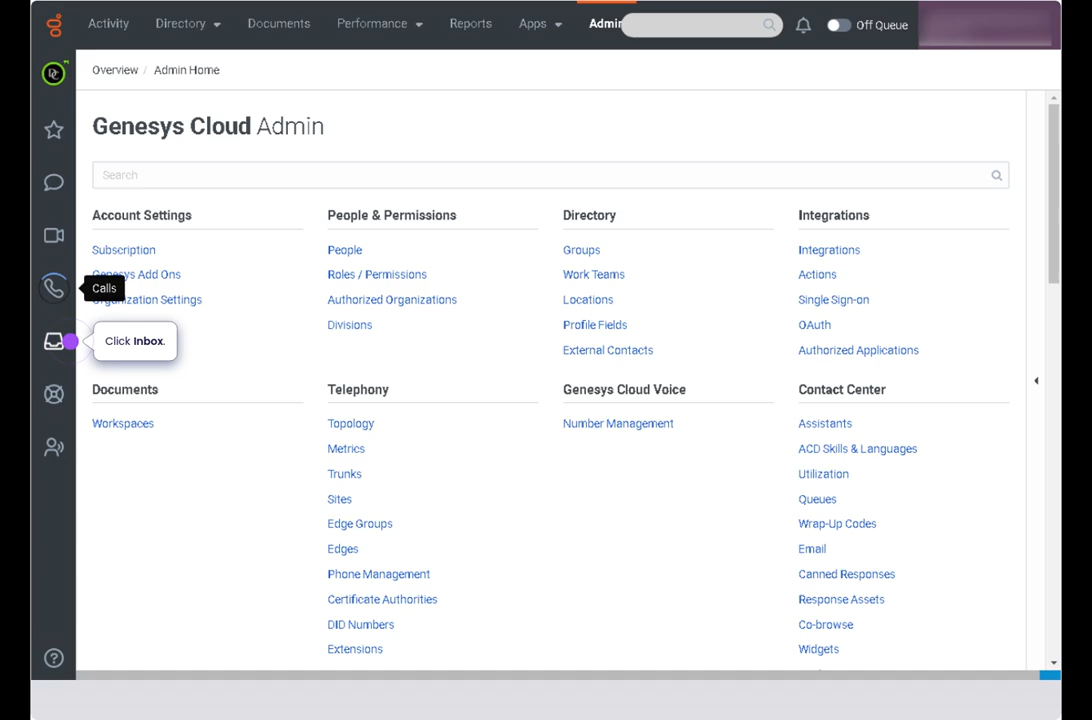 Activity Directory Documents Performance Reports Apps Admin Off Queue
Overview / Admin Home
Genesys Cloud Admin
Search
Account Settings
Subscription
Genesys Add Ons
Organization Settings
People & Permissions
People
Roles / Permissions
Authorized Organizations
Divisions
Directory
Groups
Work Teams
Locations
Profile Fields
External Contacts
Integrations
Integrations
Actions
Single Sign-on
OAuth
Authorized Applications
Calls
Click Inbox.
Documents
Workspaces
Telephony
Topology
Metrics
Trunks
Sites
Edge Groups
Edges
Phone Management
Certificate Authorities
DID Numbers
Extensions
Genesys Cloud Voice
Number Management
Contact Center
Assistants
ACD Skills & Languages
Utilization
Queues
Wrap-Up Codes
Email
Canned Responses
Response Assets
Co-browse
Widgets